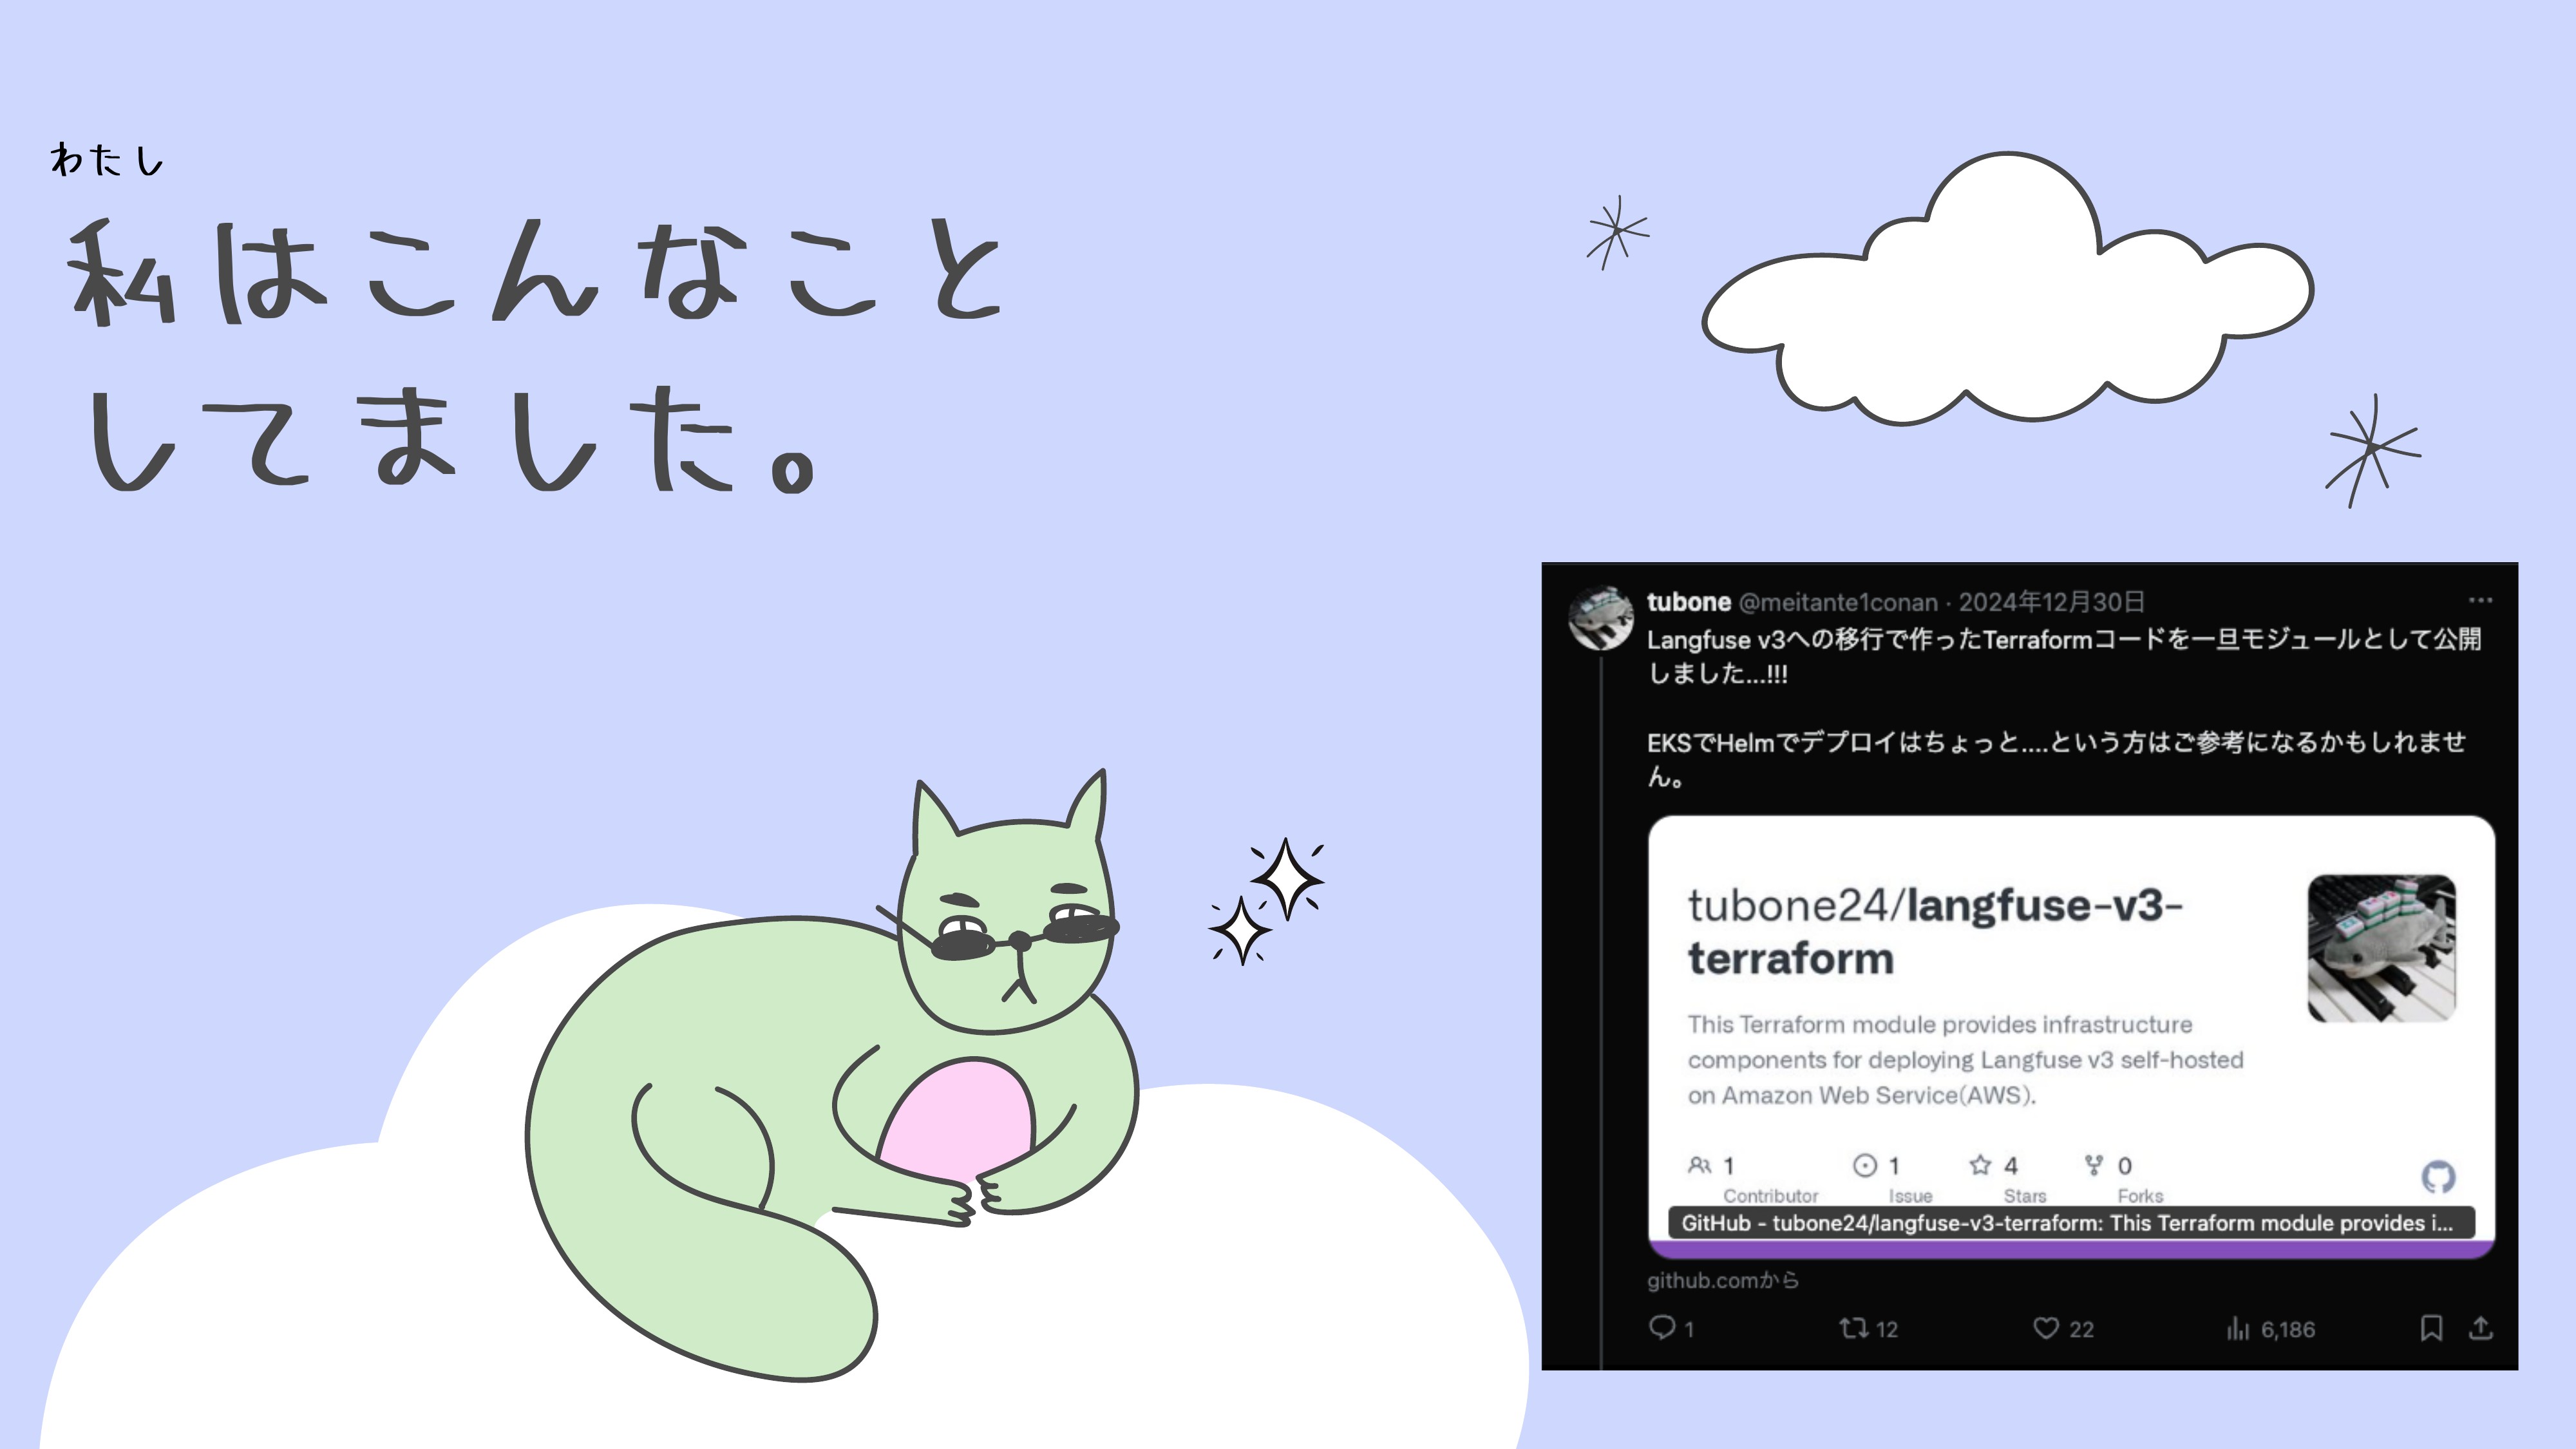 わたし
私はこんなこと
してました。
tubone @meitante1conan · 2024年12月30日
Langfuse v3への移行で作ったTerraformコードを一旦モジュールとして公開
しました...!!!
EKSでHelmでデプロイはちょっと....という方はご参考になるかもしれませ
ん。
tubone24/langfuse-v3-
terraform
This Terraform module provides infrastructure
components for deploying Langfuse v3 self-hosted
on Amazon Web Service(AWS).
1 1 4 0
Contributor Issue Stars Forks
GitHub - tubone24/langfuse-v3-terraform: This Terraform module provides i...
github.comから
1 12 22 6,186